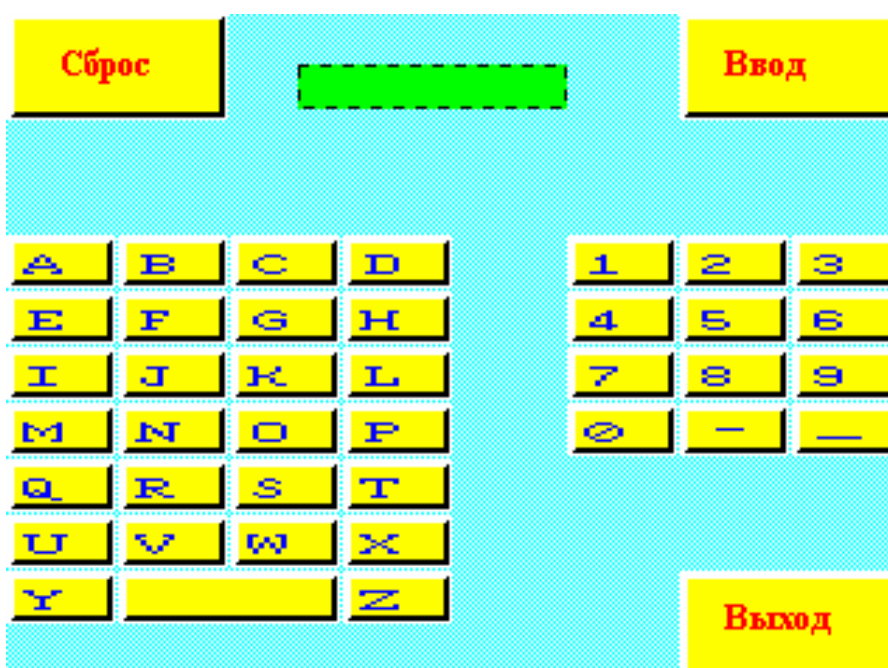 Сброс Ввод
A B C D 1 2 3
E F G H 4 5 6
I J K L 7 8 9
M N O P 0 - _
Q R S T
U V W X
Y Z
Выход